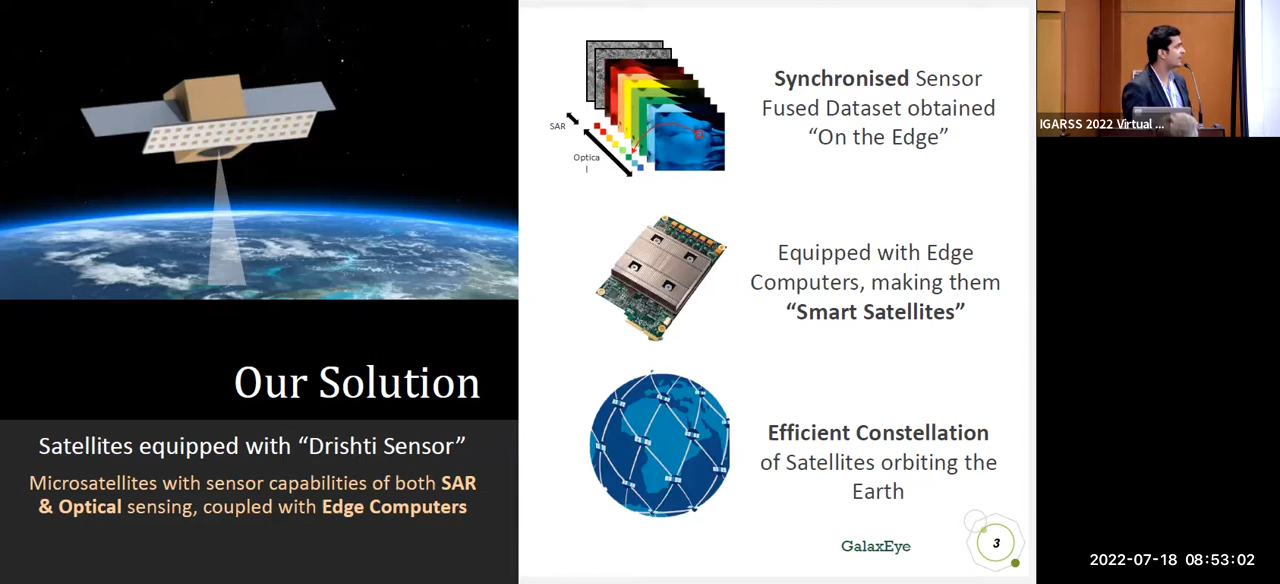 Our Solution
Satellites equipped with “Drishti Sensor”
Microsatellites with sensor capabilities of both SAR
& Optical sensing, coupled with Edge Computers
SAR
Optica
l
Synchronised Sensor
Fused Dataset obtained
“On the Edge”
Equipped with Edge
Computers, making them
“Smart Satellites”
Efficient Constellation
of Satellites orbiting the
Earth
GalaxEye
3
IGARSS 2022 Virtual ...
2022-07-18 08:53:02